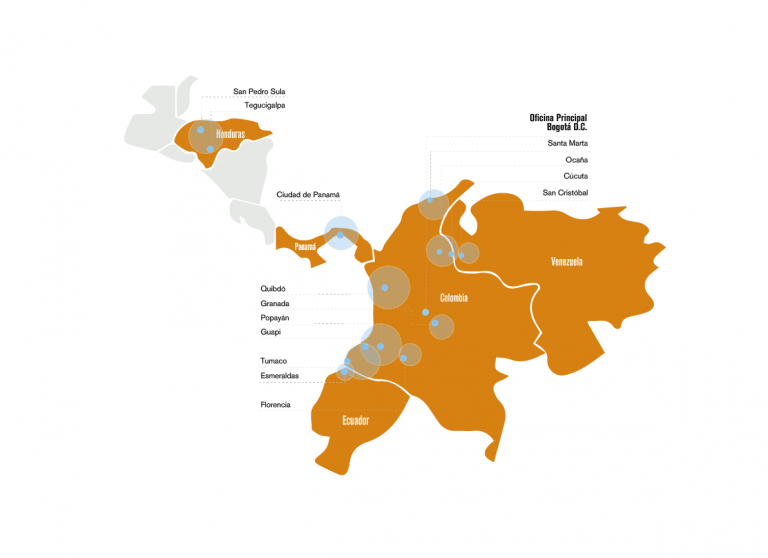 San Pedro Sula
Tegucigalpa
Honduras
Oficina Principal
Bogotá D.C.
Santa Marta
Ocaña
Cúcuta
San Cristóbal
Ciudad de Panamá
Panamá
Venezuela
Quibdó
Granada
Colombia
Popayán
Guapi
Tumaco
Esmeraldas
Florencia
Ecuador